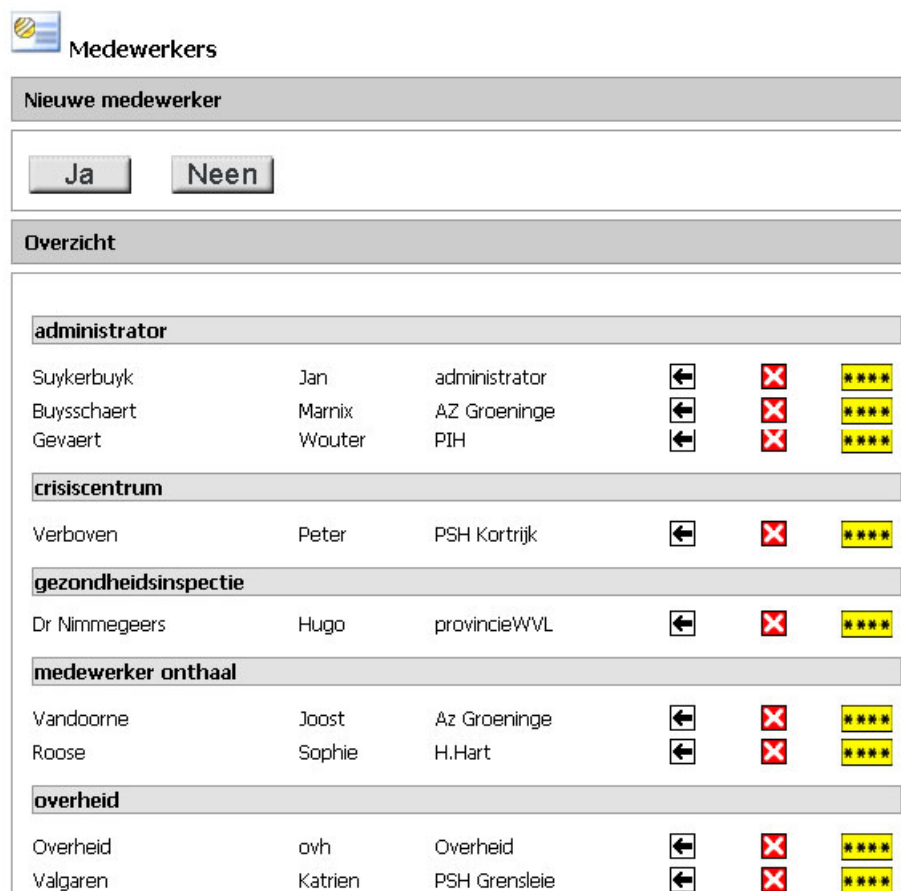 Medewerkers
Nieuwe medewerker
Ja Neen
Overzicht
administrator
Suykerbuyk Jan administrator ****
Buysschaert Marnix AZ Groeninge ****
Gevaert Wouter PIH ****
crisiscentrum
Verboven Peter PSH Kortrijk ****
gezondheidsinspectie
Dr Nimmegeers Hugo provincieWVL ****
medewerker onthaal
Vandoorne Joost Az Groeninge ****
Roose Sophie H.Hart ****
overheid
Overheid ovh Overheid ****
Valgaren Katrien PSH Grensleie ****